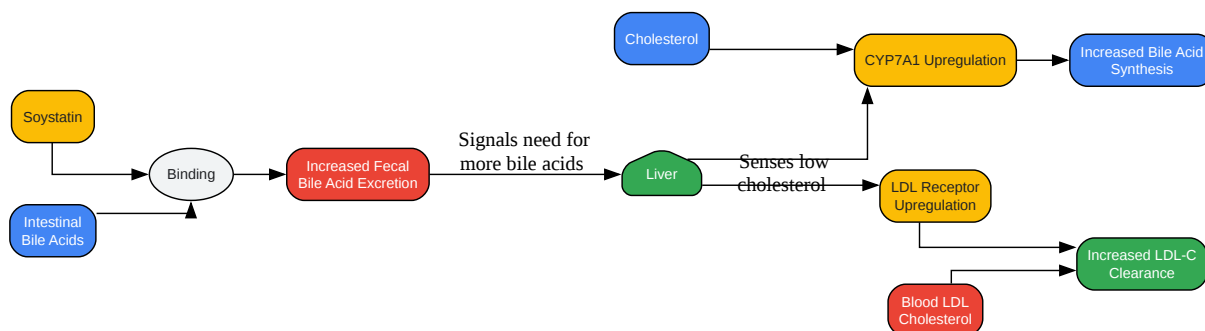 Cholesterol
CYP7A1 Upregulation
Increased Bile Acid
Synthesis
Soystatin
Binding
Increased Fecal
Bile Acid Excretion
Signals need for
more bile acids
Liver
Senses low
cholesterol
LDL Receptor
Upregulation
Intestinal
Bile Acids
Increased LDL-C
Clearance
Blood LDL
Cholesterol